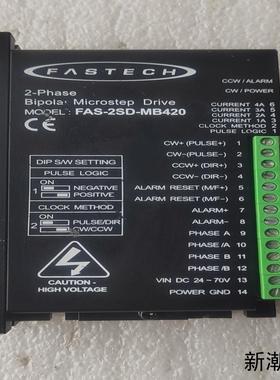 FASTECH
2-Phase
Bipolar Microstep Drive
MODEL: FAS-2SD-MB420
CE
CCW / ALARM
CW / POWER
CURRENT 4A 6
CURRENT 3A 5
CURRENT 2A 4
CURRENT 1A 3
CLOCK METHOD 2
PULSE LOGIC 1
DIP S/W SETTING
PULSE LOGIC
1 NEGATIVE
POSITIVE
CLOCK METHOD
2 PULSE/DIR
CW/CCW
CAUTION -
HIGH VOLTAGE
CW+(PULSE+) 1
CW-(PULSE-) 2
CCW+(DIR+) 3
CCW-(DIR-) 4
ALARM RESET (M/F+) 5
ALARM RESET (M/F-) 6
ALARM+ 7
ALARM- 8
PHASE A 9
PHASE /A 10
PHASE B 11
PHASE /B 12
VIN DC 24~70V 13
POWER GND 14
新潮